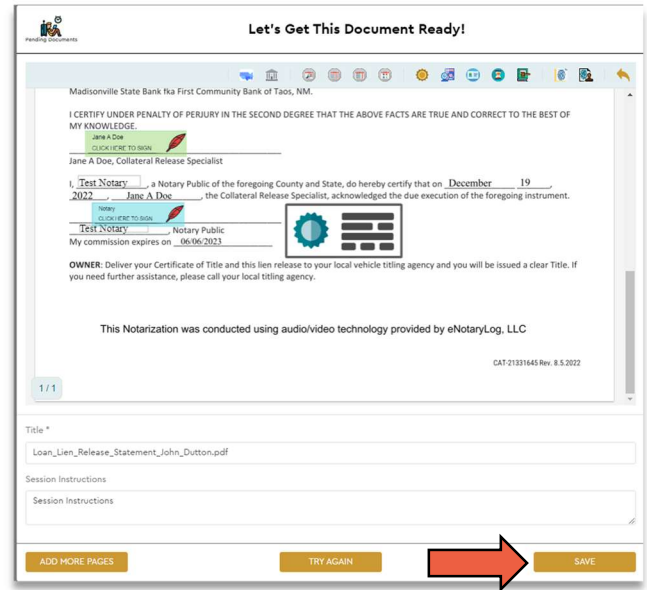 Let's Get This Document Ready!
Pending Documents
Madisonville State Bank fka First Community Bank of Taos, NM.
I CERTIFY UNDER PENALTY OF PERJURY IN THE SECOND DEGREE THAT THE ABOVE FACTS ARE TRUE AND CORRECT TO THE BEST OF
MY KNOWLEDGE.
Jane A Doe
CLICK HERE TO SIGN
Jane A Doe, Collateral Release Specialist
I, Test Notary, a Notary Public of the foregoing County and State, do hereby certify that on December 19,
2022, Jane A Doe, the Collateral Release Specialist, acknowledged the due execution of the foregoing instrument.
Notary
CLICK HERE TO SIGN
Test Notary, Notary Public
My commission expires on 06/06/2023
OWNER: Deliver your Certificate of Title and this lien release to your local vehicle titling agency and you will be issued a clear Title. If
you need further assistance, please call your local titling agency.
This Notarization was conducted using audio/video technology provided by eNotaryLog, LLC
CAT-21331645 Rev. 8.5.2022
1 / 1
Title *
Loan_Lien_Release_Statement_John_Dutton.pdf
Session Instructions
Session Instructions
ADD MORE PAGES TRY AGAIN SAVE